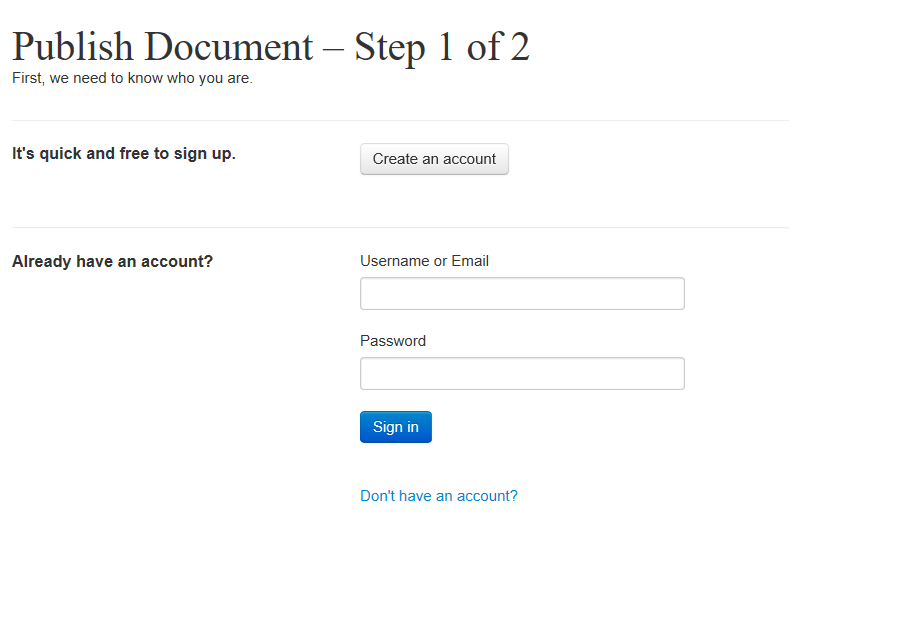 Publish Document – Step 1 of 2
First, we need to know who you are.
It's quick and free to sign up.
Create an account
Already have an account?
Username or Email
Password
Sign in
Don't have an account?